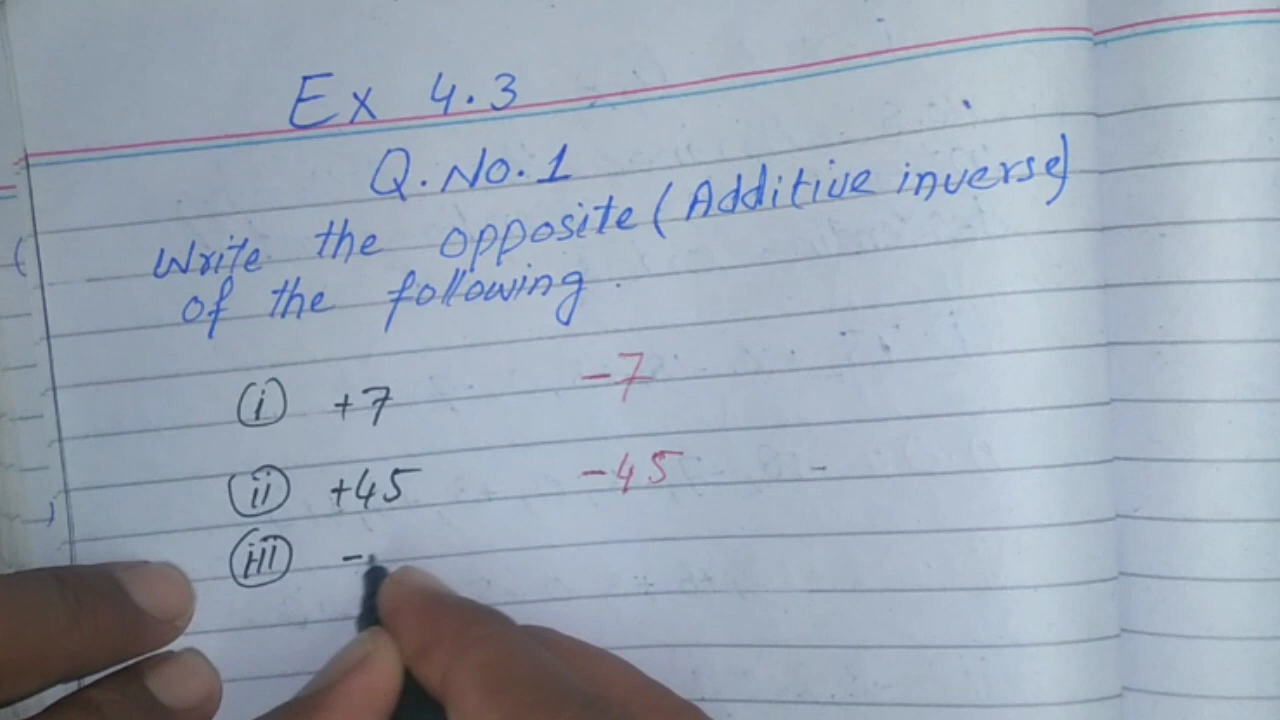 Ex 4.3
Q.No.1
Write the opposite (Additive inverse)
of the following.
(i) +7 -7
(ii) +45 -45
(iii) -